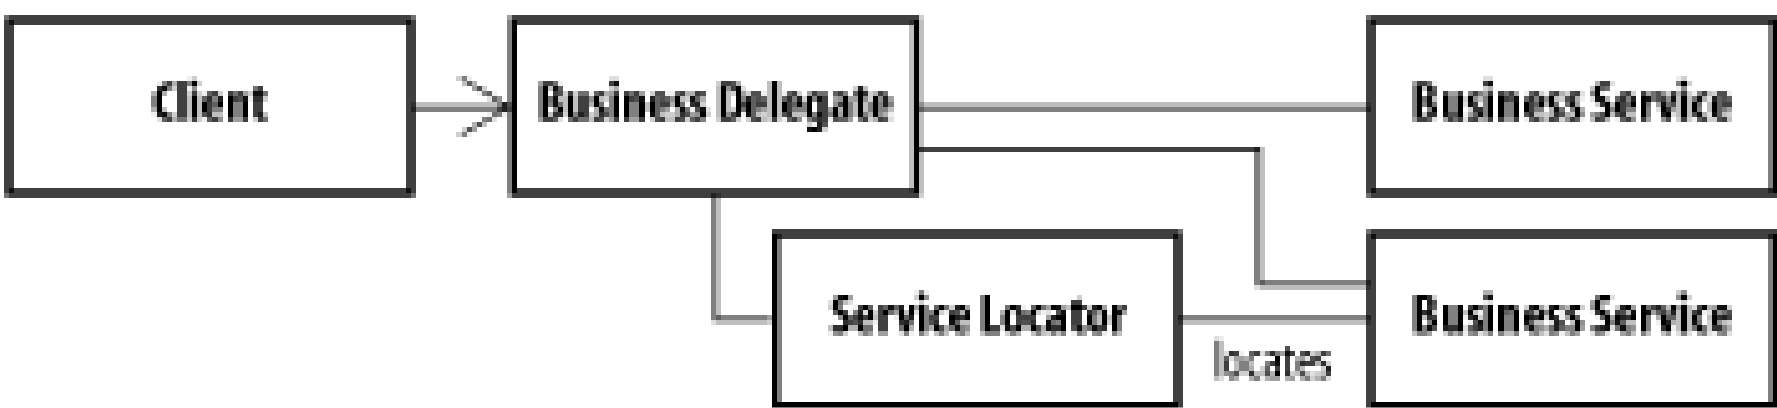 Client
Business Delegate
Business Service
Service Locator
Business Service
locates